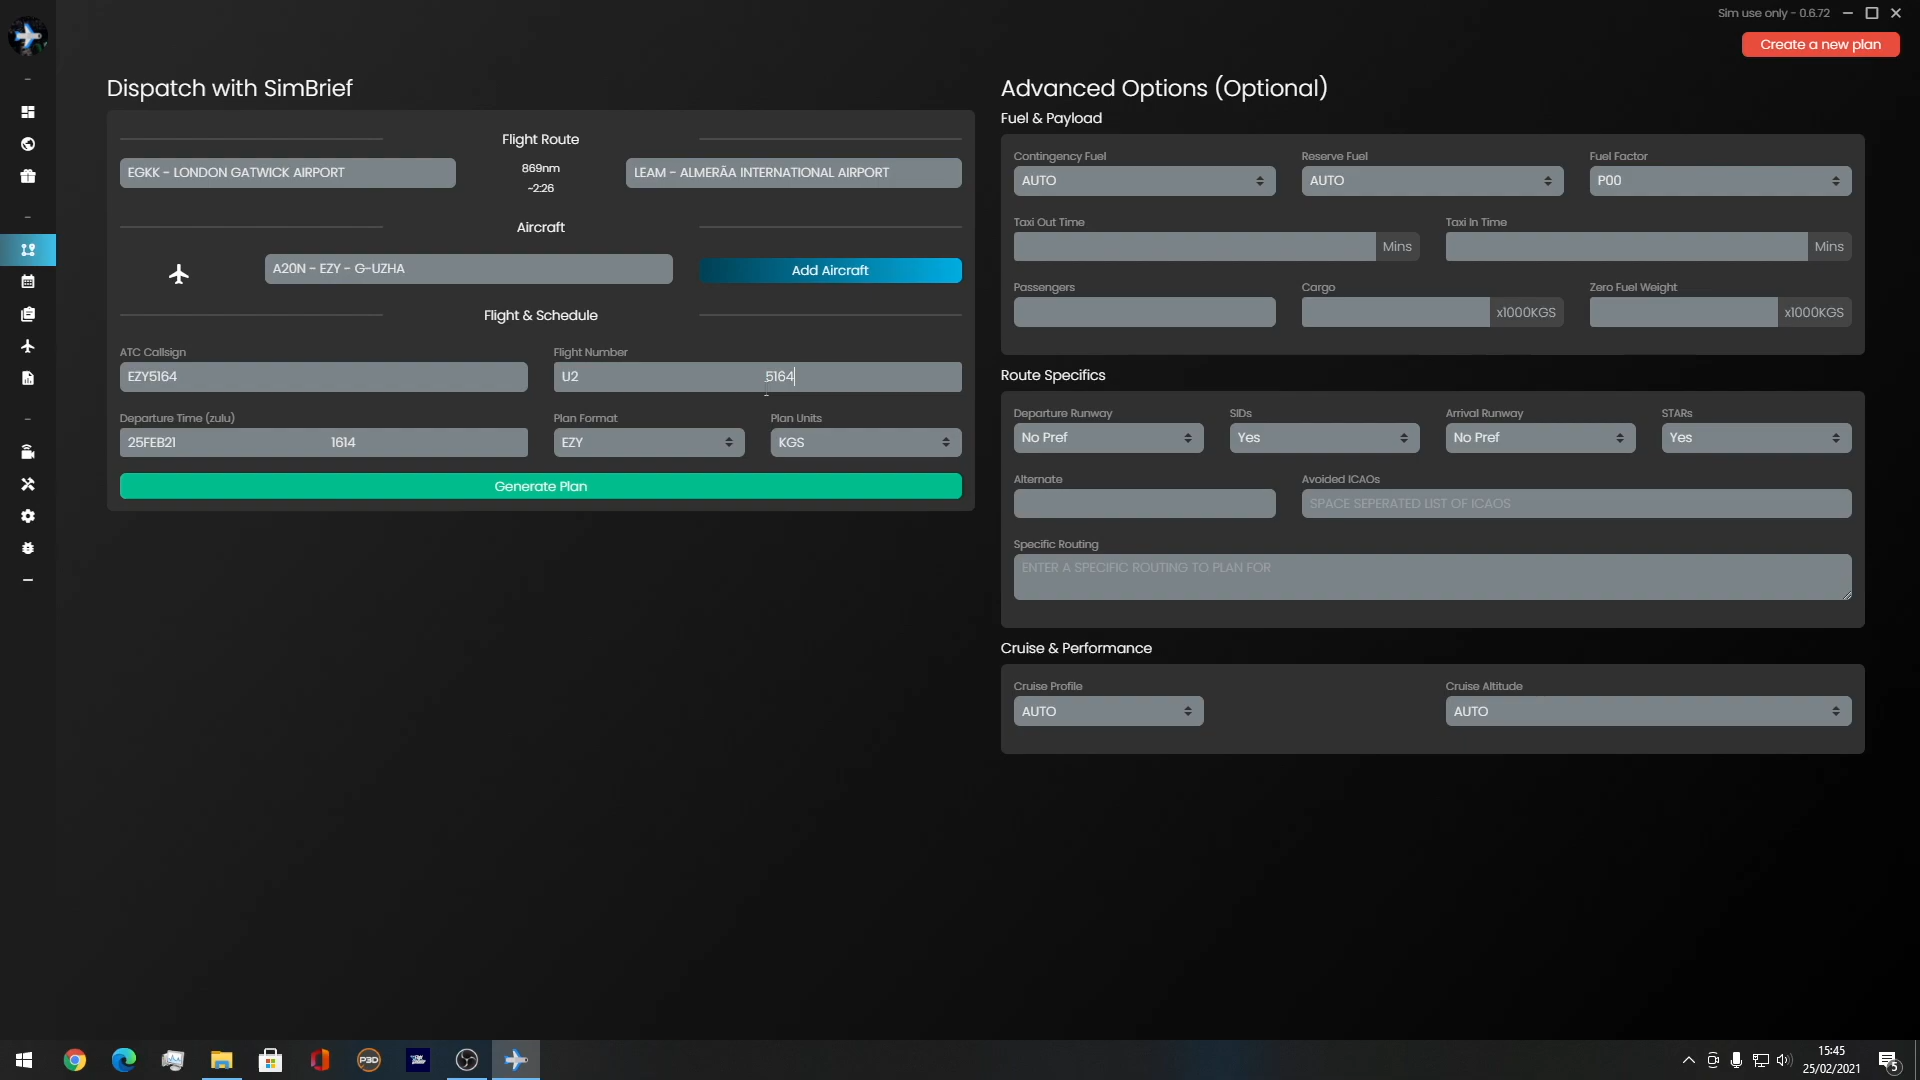 Sim use only - 0.6.72
Create a new plan
Dispatch with SimBrief
Flight Route
EGKK - LONDON GATWICK AIRPORT
869nm
~2:26
LEAM - ALMERÃA INTERNATIONAL AIRPORT
Aircraft
A20N - EZY - G-UZHA
Add Aircraft
Flight & Schedule
ATC Callsign
Flight Number
EZY5164
U2
5164
Departure Time (zulu)
Plan Format
Plan Units
25FEB21
1614
EZY
KGS
Generate Plan
Advanced Options (Optional)
Fuel & Payload
Contingency Fuel
Reserve Fuel
Fuel Factor
AUTO
AUTO
P00
Taxi Out Time
Taxi In Time
Mins
Mins
Passengers
Cargo
Zero Fuel Weight
x1000KGS
x1000KGS
Route Specifics
Departure Runway
SIDs
Arrival Runway
STARs
No Pref
Yes
No Pref
Yes
Alternate
Avoided ICAOs
SPACE SEPERATED LIST OF ICAOS
Specific Routing
ENTER A SPECIFIC ROUTING TO PLAN FOR
Cruise & Performance
Cruise Profile
Cruise Altitude
AUTO
AUTO
P3D
15:45
25/02/2021
5